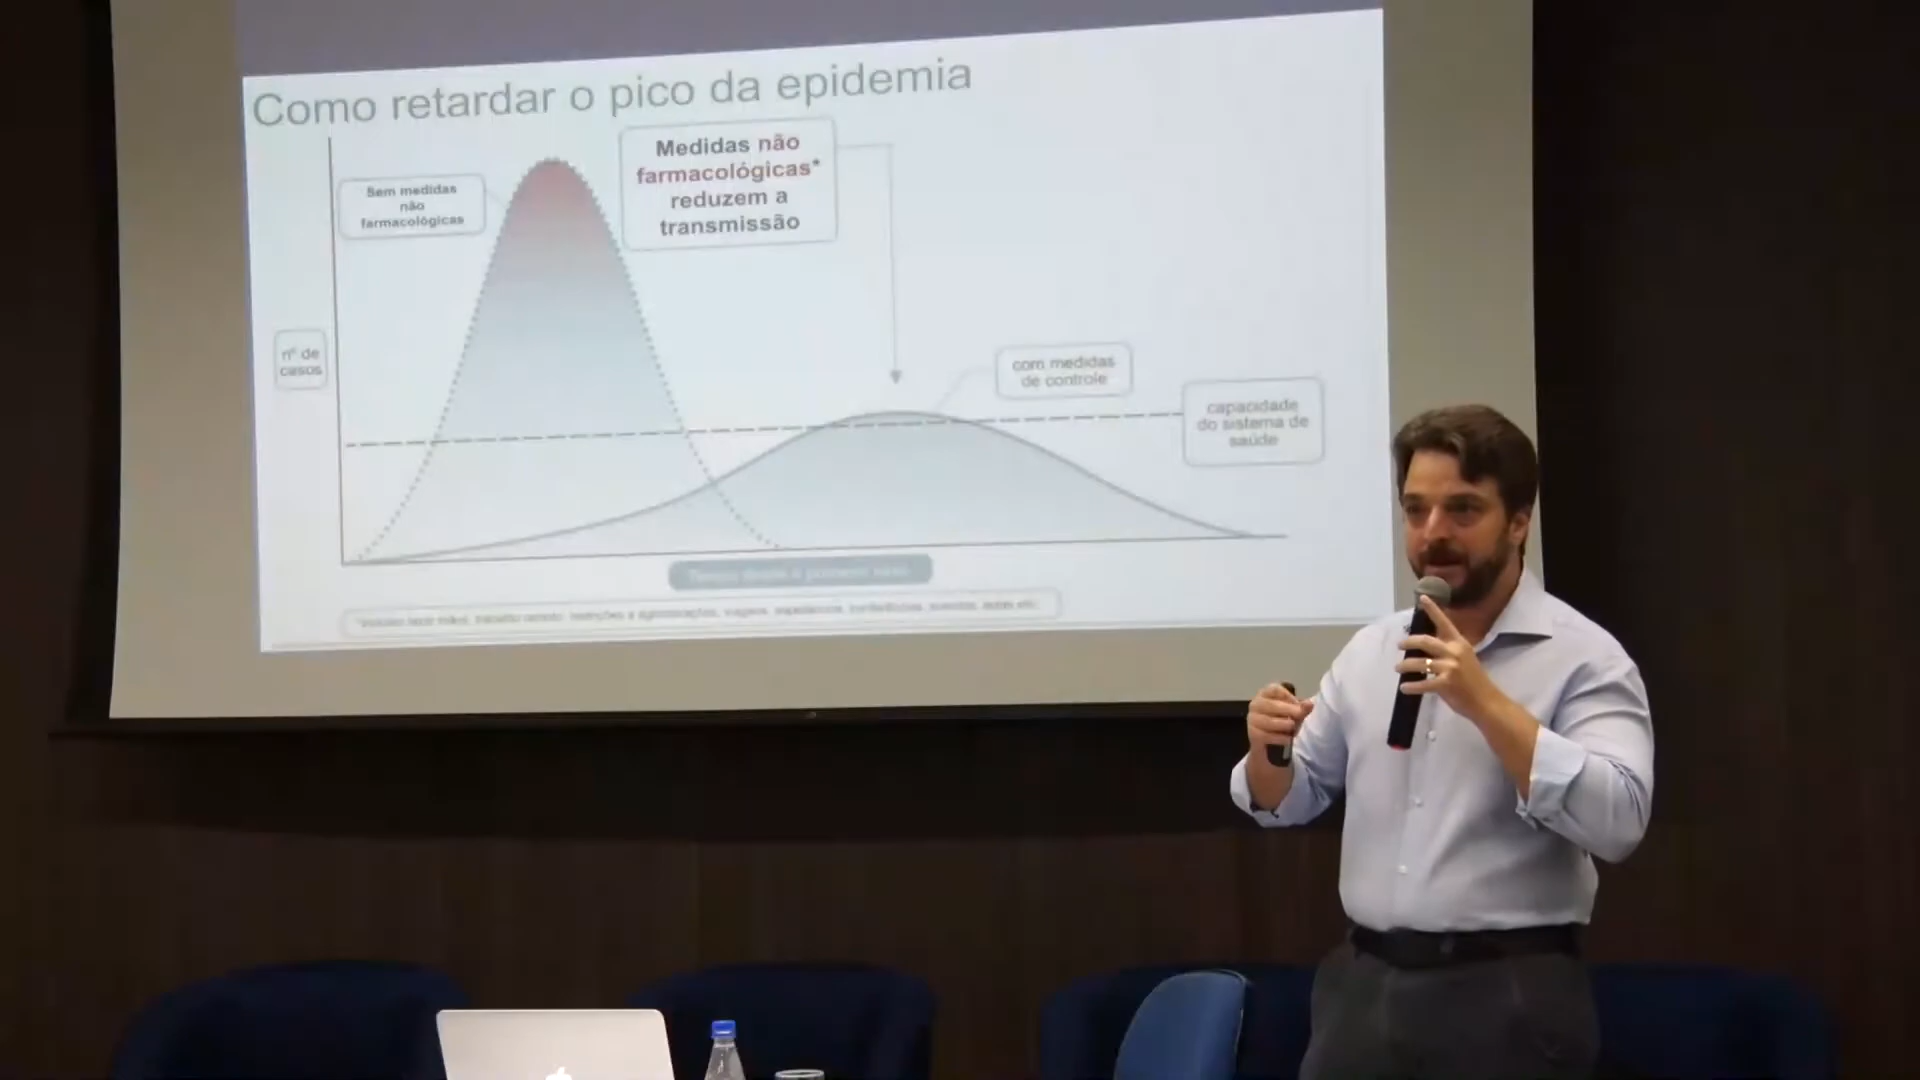 Como retardar o pico da epidemia
Sem medidas
não
farmacológicas
Medidas não
farmacológicas*
reduzem a
transmissão
nº de
casos
com medidas
de controle
capacidade
do sistema de
saúde